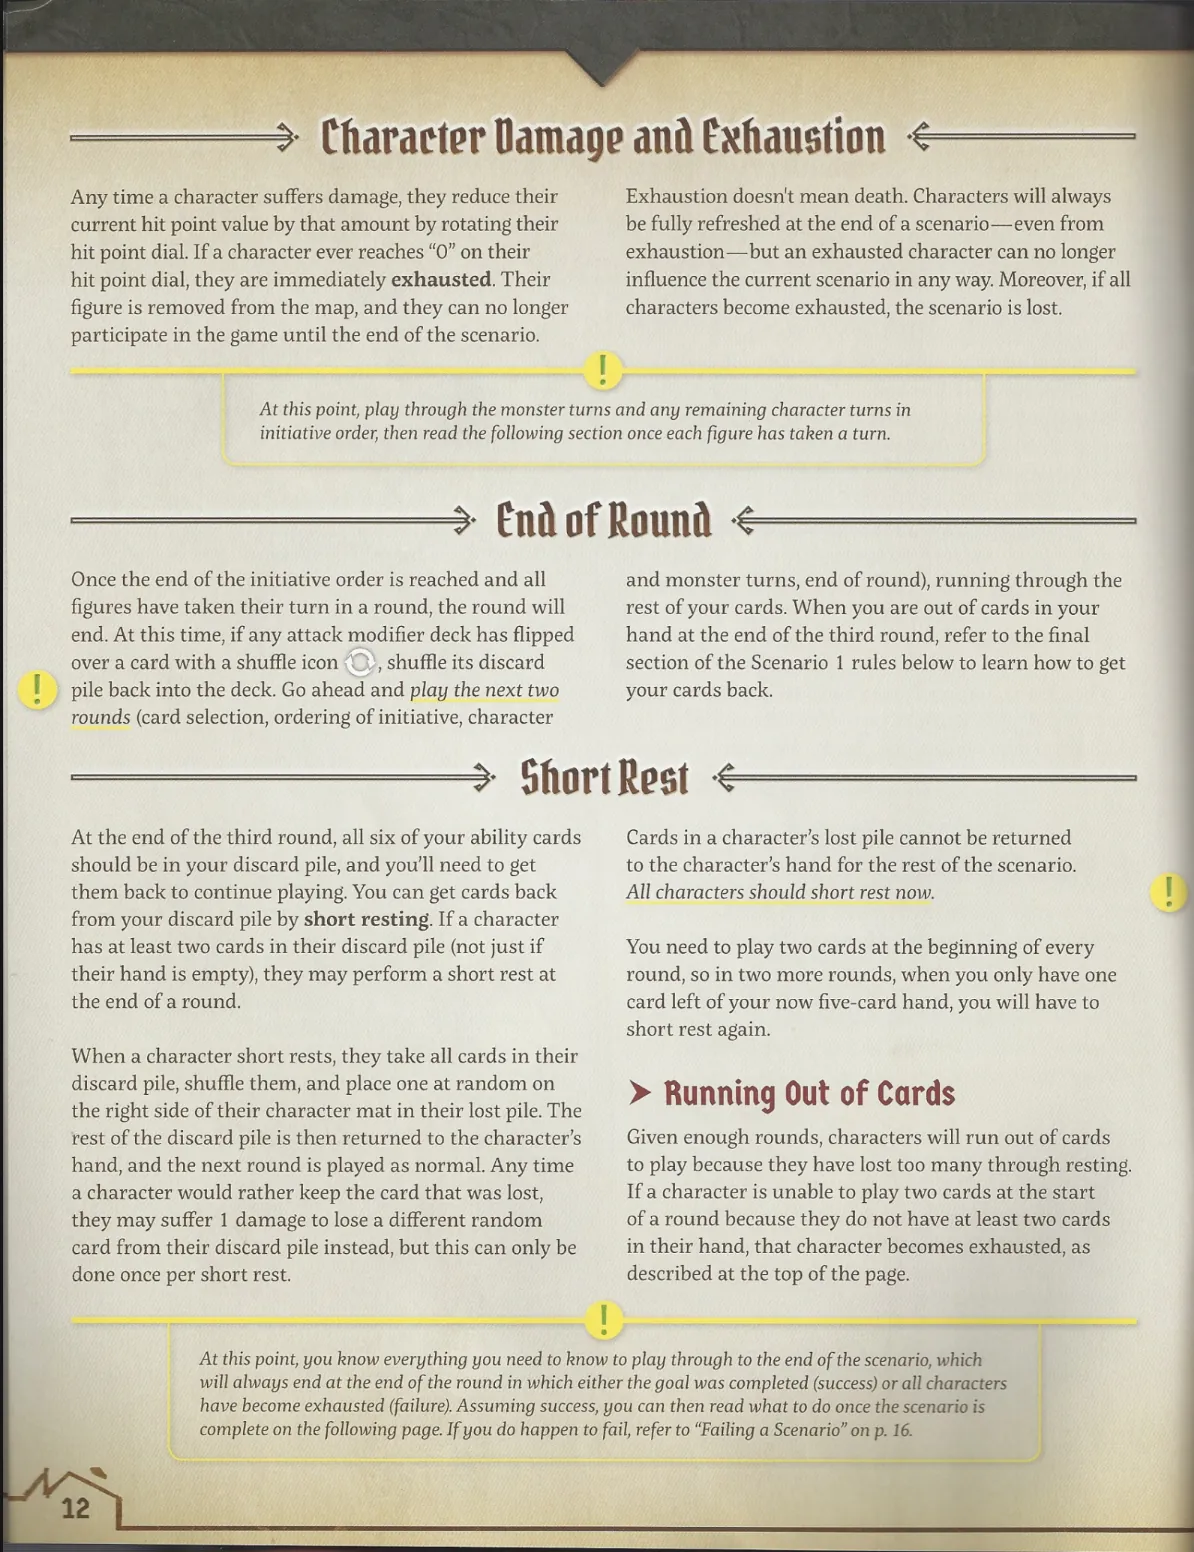 Character Damage and Exhaustion
Any time a character suffers damage, they reduce their
current hit point value by that amount by rotating their
hit point dial. If a character ever reaches “0” on their
hit point dial, they are immediately exhausted. Their
figure is removed from the map, and they can no longer
participate in the game until the end of the scenario.
Exhaustion doesn't mean death. Characters will always
be fully refreshed at the end of a scenario—even from
exhaustion—but an exhausted character can no longer
influence the current scenario in any way. Moreover, if all
characters become exhausted, the scenario is lost.
!
At this point, play through the monster turns and any remaining character turns in
initiative order, then read the following section once each figure has taken a turn.
End of Round
Once the end of the initiative order is reached and all
figures have taken their turn in a round, the round will
end. At this time, if any attack modifier deck has flipped
over a card with a shuffle icon , shuffle its discard
pile back into the deck. Go ahead and play the next two
rounds (card selection, ordering of initiative, character
!
and monster turns, end of round), running through the
rest of your cards. When you are out of cards in your
hand at the end of the third round, refer to the final
section of the Scenario 1 rules below to learn how to get
your cards back.
Short Rest
At the end of the third round, all six of your ability cards
should be in your discard pile, and you’ll need to get
them back to continue playing. You can get cards back
from your discard pile by short resting. If a character
has at least two cards in their discard pile (not just if
their hand is empty), they may perform a short rest at
the end of a round.
When a character short rests, they take all cards in their
discard pile, shuffle them, and place one at random on
the right side of their character mat in their lost pile. The
rest of the discard pile is then returned to the character’s
hand, and the next round is played as normal. Any time
a character would rather keep the card that was lost,
they may suffer 1 damage to lose a different random
card from their discard pile instead, but this can only be
done once per short rest.
Cards in a character’s lost pile cannot be returned
to the character’s hand for the rest of the scenario.
All characters should short rest now.
!
You need to play two cards at the beginning of every
round, so in two more rounds, when you only have one
card left of your now five-card hand, you will have to
short rest again.
Running Out of Cards
Given enough rounds, characters will run out of cards
to play because they have lost too many through resting.
If a character is unable to play two cards at the start
of a round because they do not have at least two cards
in their hand, that character becomes exhausted, as
described at the top of the page.
!
At this point, you know everything you need to know to play through to the end of the scenario, which
will always end at the end of the round in which either the goal was completed (success) or all characters
have become exhausted (failure). Assuming success, you can then read what to do once the scenario is
complete on the following page. If you do happen to fail, refer to “Failing a Scenario” on p. 16.
12